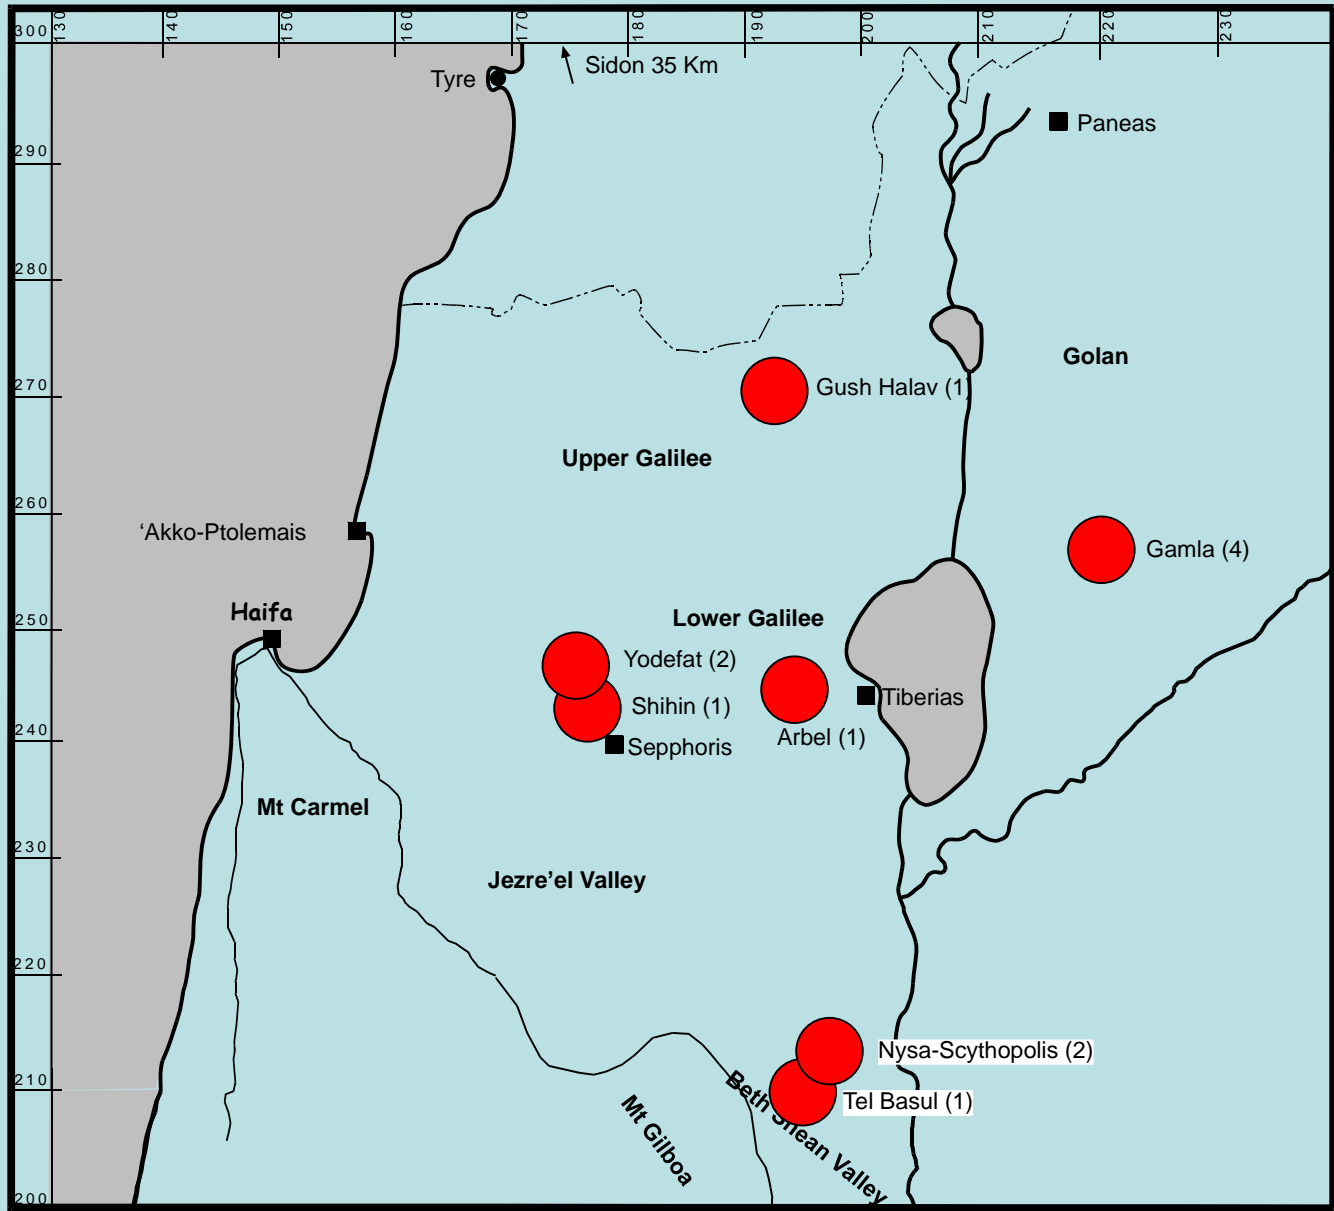 130 140 150 160 170 180 190 200 210 220 230
300
Sidon 35 Km
Tyre
Paneas
290
280
Golan
270
Gush Halav (1)
Upper Galilee
260
‘Akko-Ptolemais
Gamla (4)
250
Haifa
Lower Galilee
Yodefat (2)
Tiberias
Shihin (1)
Arbel (1)
240
Sepphoris
Mt Carmel
230
Jezre’el Valley
220
Nysa-Scythopolis (2)
210
Tel Basul (1)
Beth Shean Valley
Mt Gilboa
200